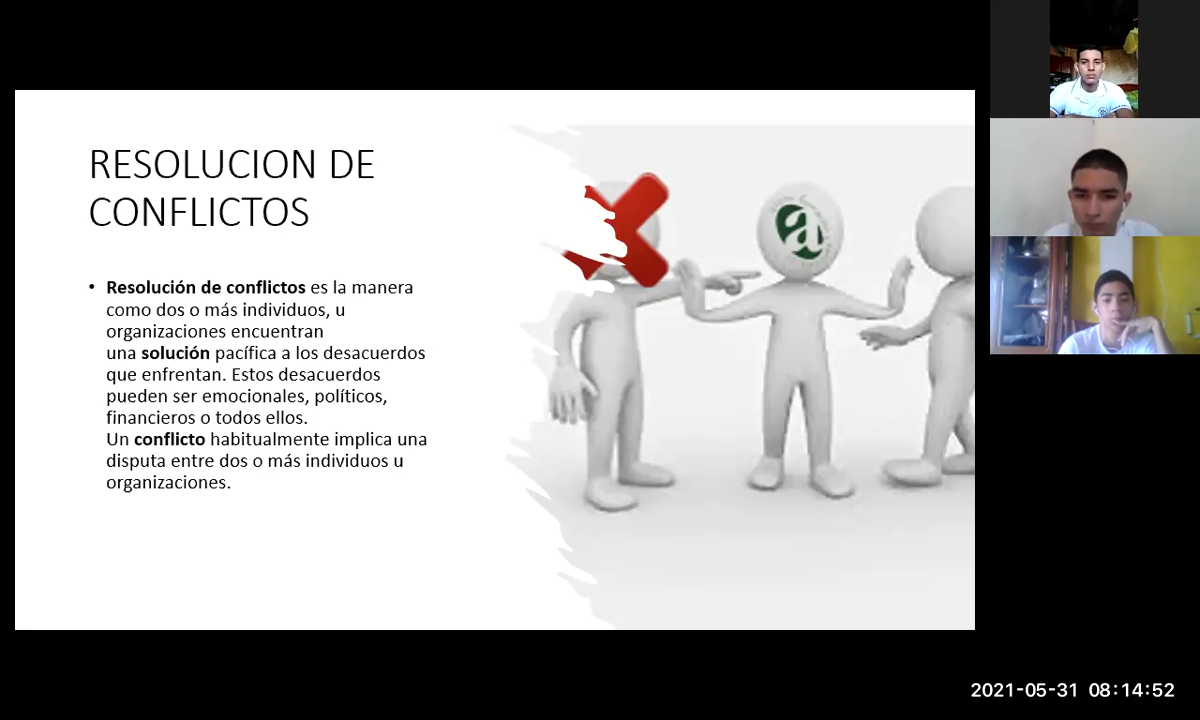 RESOLUCION DE
CONFLICTOS
• Resolución de conflictos es la manera
como dos o más individuos, u
organizaciones encuentran
una solución pacífica a los desacuerdos
que enfrentan. Estos desacuerdos
pueden ser emocionales, políticos,
financieros o todos ellos.
Un conflicto habitualmente implica una
disputa entre dos o más individuos u
organizaciones.
a
2021-05-31 08:14:52